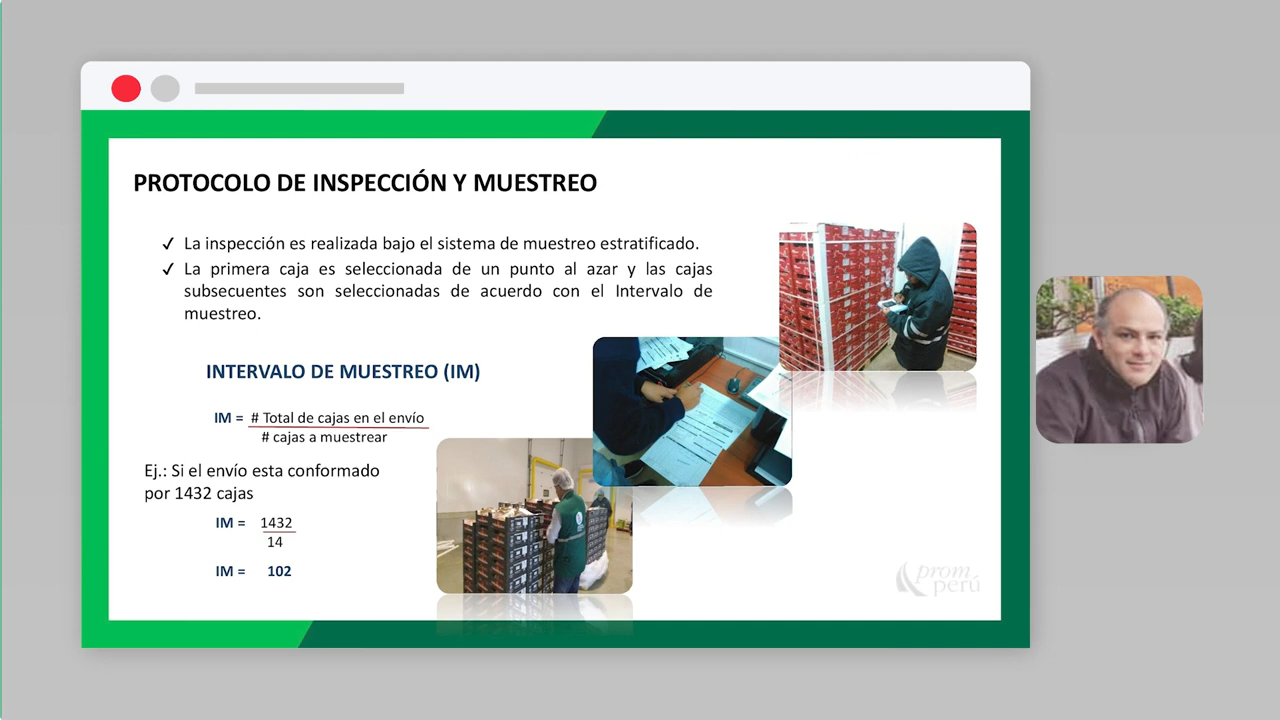 PROTOCOLO DE INSPECCIÓN Y MUESTREO
✓ La inspección es realizada bajo el sistema de muestreo estratificado.
✓ La primera caja es seleccionada de un punto al azar y las cajas
subsecuentes son seleccionadas de acuerdo con el Intervalo de
muestreo.
INTERVALO DE MUESTREO (IM)
IM = # Total de cajas en el envío
# cajas a muestrear
Ej.: Si el envío esta conformado
por 1432 cajas
IM = 1432
14
IM = 102
prom
perú